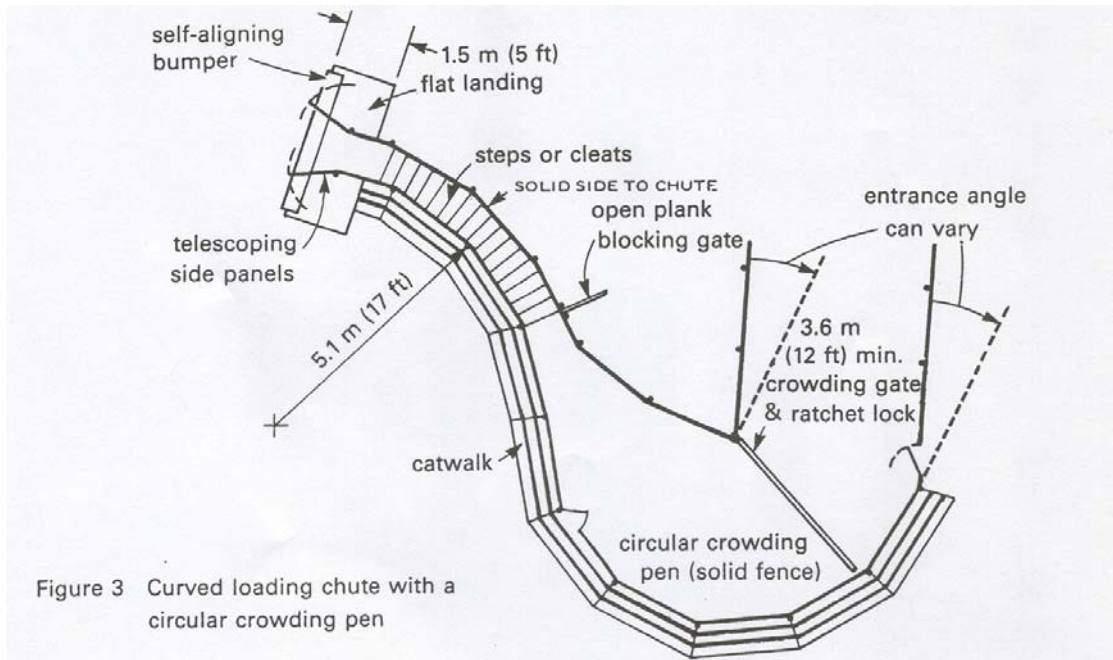 self-aligning
bumper
1.5 m (5 ft)
flat landing
steps or cleats
SOLID SIDE TO CHUTE
open plank
blocking gate
entrance angle
can vary
telescoping
side panels
5.1 m (17 ft)
3.6 m
(12 ft) min.
crowding gate
& ratchet lock
catwalk
circular crowding
pen (solid fence)
Figure 3 Curved loading chute with a
circular crowding pen